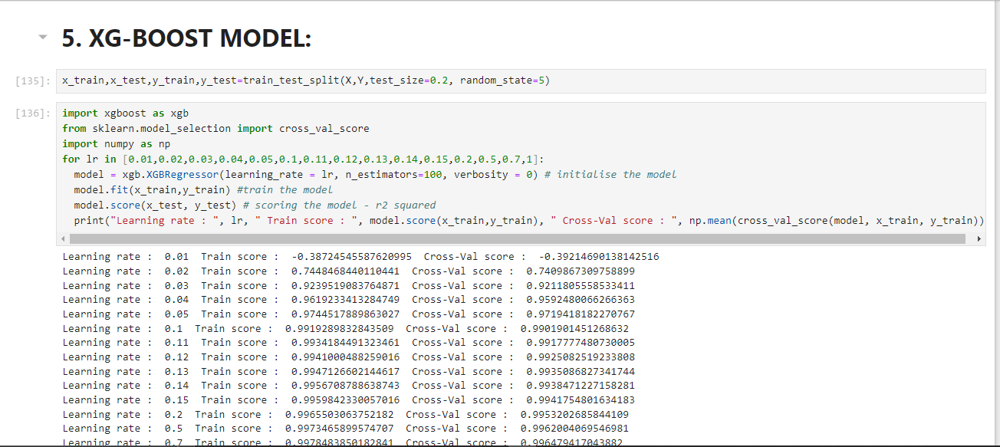 5. XG-BOOST MODEL:
[135]: x_train,x_test,y_train,y_test=train_test_split(X,Y,test_size=0.2, random_state=5)
[136]: import xgboost as xgb
from sklearn.model_selection import cross_val_score
import numpy as np
for lr in [0.01,0.02,0.03,0.04,0.05,0.1,0.11,0.12,0.13,0.14,0.15,0.2,0.5,0.7,1]:
  model = xgb.XGBRegressor(learning_rate = lr, n_estimators=100, verbosity = 0) # initialise the model
  model.fit(x_train,y_train) #train the model
  model.score(x_test, y_test) # scoring the model - r2 squared
  print("Learning rate : ", lr, " Train score : ", model.score(x_train,y_train), " Cross-Val score : ", np.mean(cross_val_score(model, x_train, y_train))
Learning rate :  0.01  Train score :  -0.38724545587620995  Cross-Val score :  -0.39214690138142516
Learning rate :  0.02  Train score :  0.7448468440110441  Cross-Val score :  0.7409867309758899
Learning rate :  0.03  Train score :  0.9239519083764871  Cross-Val score :  0.9211805558533411
Learning rate :  0.04  Train score :  0.9619233413284749  Cross-Val score :  0.9592480066266363
Learning rate :  0.05  Train score :  0.9744517889863027  Cross-Val score :  0.9719418182270767
Learning rate :  0.1  Train score :  0.9919289832843509  Cross-Val score :  0.9901901451268632
Learning rate :  0.11  Train score :  0.9934184491323461  Cross-Val score :  0.9917777480730005
Learning rate :  0.12  Train score :  0.9941000488259016  Cross-Val score :  0.9925082519233808
Learning rate :  0.13  Train score :  0.9947126602144617  Cross-Val score :  0.9935086827341744
Learning rate :  0.14  Train score :  0.9956708788638743  Cross-Val score :  0.9938471227158281
Learning rate :  0.15  Train score :  0.9959842330057016  Cross-Val score :  0.9941754801634183
Learning rate :  0.2  Train score :  0.9965503063752182  Cross-Val score :  0.9953202685844109
Learning rate :  0.5  Train score :  0.9973465899574707  Cross-Val score :  0.9962004069546981
Learning rate :  0.7  Train score :  0.9978483850182841  Cross-Val score :  0.996479417043882